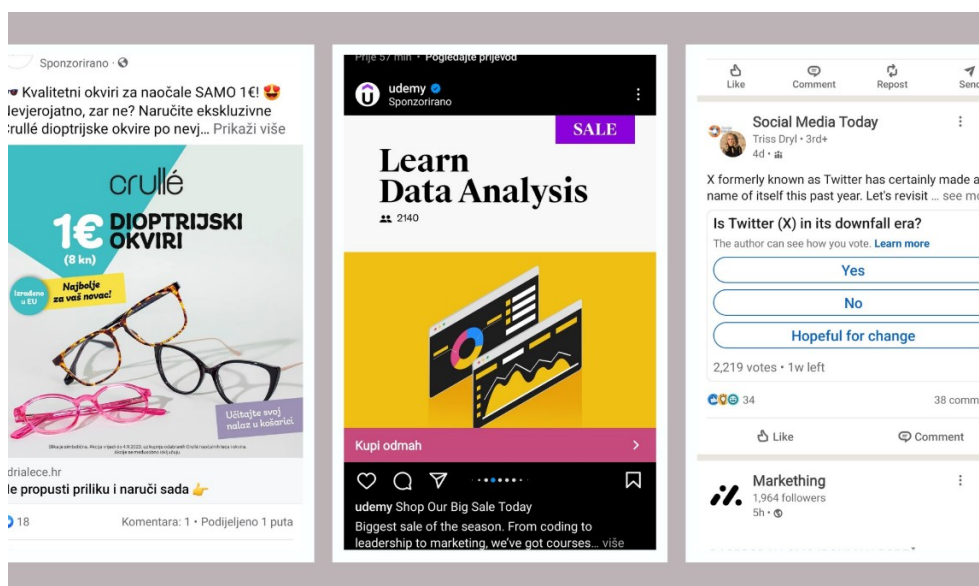 Sponzorirano ·
Kvalitetni okviri za naočale SAMO 1€!
Nevjerojatno, zar ne? Naručite ekskluzivne
Crullé dioptrijske okvire po nevj... Prikaži više
crullé
1€ DIOPTRIJSKI
OKVIRI
(8 kn)
Izrađeno
u EU
Najbolje
za vaš novac!
Učitajte svoj
nalaz u košarici
drialece.hr
Ne propusti priliku i naruči sada
18
Komentara: 1 • Podijeljeno 1 puta
Prije 57 min • Pogledajte prijevod
udemy
Sponzorirano
SALE
Learn
Data Analysis
2140
Kupi odmah
udemy Shop Our Big Sale Today
Biggest sale of the season. From coding to
leadership to marketing, we've got courses... više
Like
Comment
Repost
Send
Social Media Today
Triss Dryl • 3rd+
4d •
X formerly known as Twitter has certainly made a
name of itself this past year. Let's revisit ... see mo
Is Twitter (X) in its downfall era?
The author can see how you vote. Learn more
Yes
No
Hopeful for change
2,219 votes • 1w left
34
38 comm
Like
Comment
Markething
1,964 followers
5h •